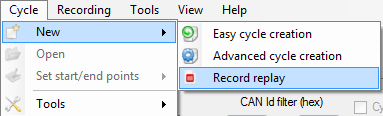 Cycle Recording Tools View Help
New
Open
Set start/end points
Tools
Easy cycle creation
Advanced cycle creation
Record replay
CAN Id filter (hex)